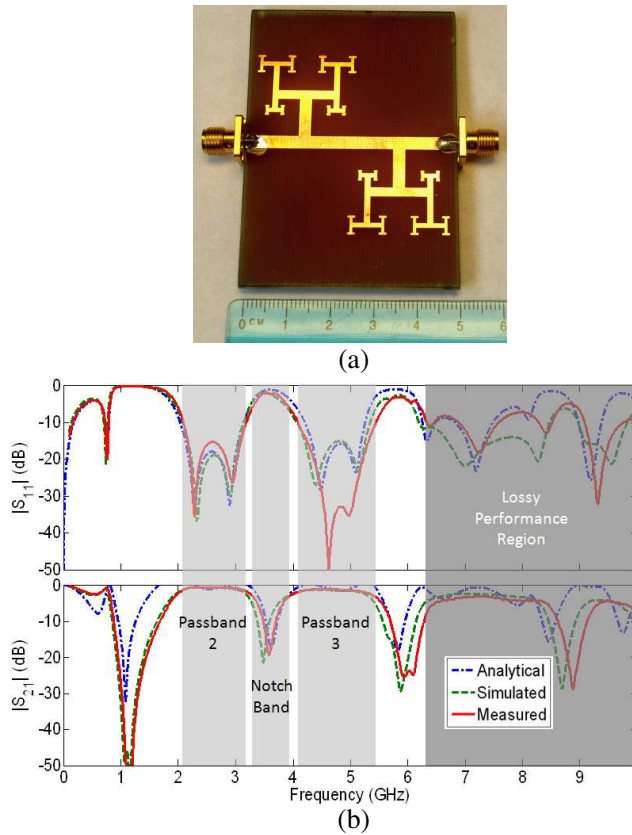 0 CM 1 2 3 4 5 6
(a)
0
-10
-20
-30
-40
-50
|S11| (dB)
Lossy
Performance
Region
0
-10
-20
-30
-40
-50
|S21| (dB)
Passband
2
Notch
Band
Passband
3
Analytical
Simulated
Measured
0 1 2 3 4 5 6 7 8 9
Frequency (GHz)
(b)